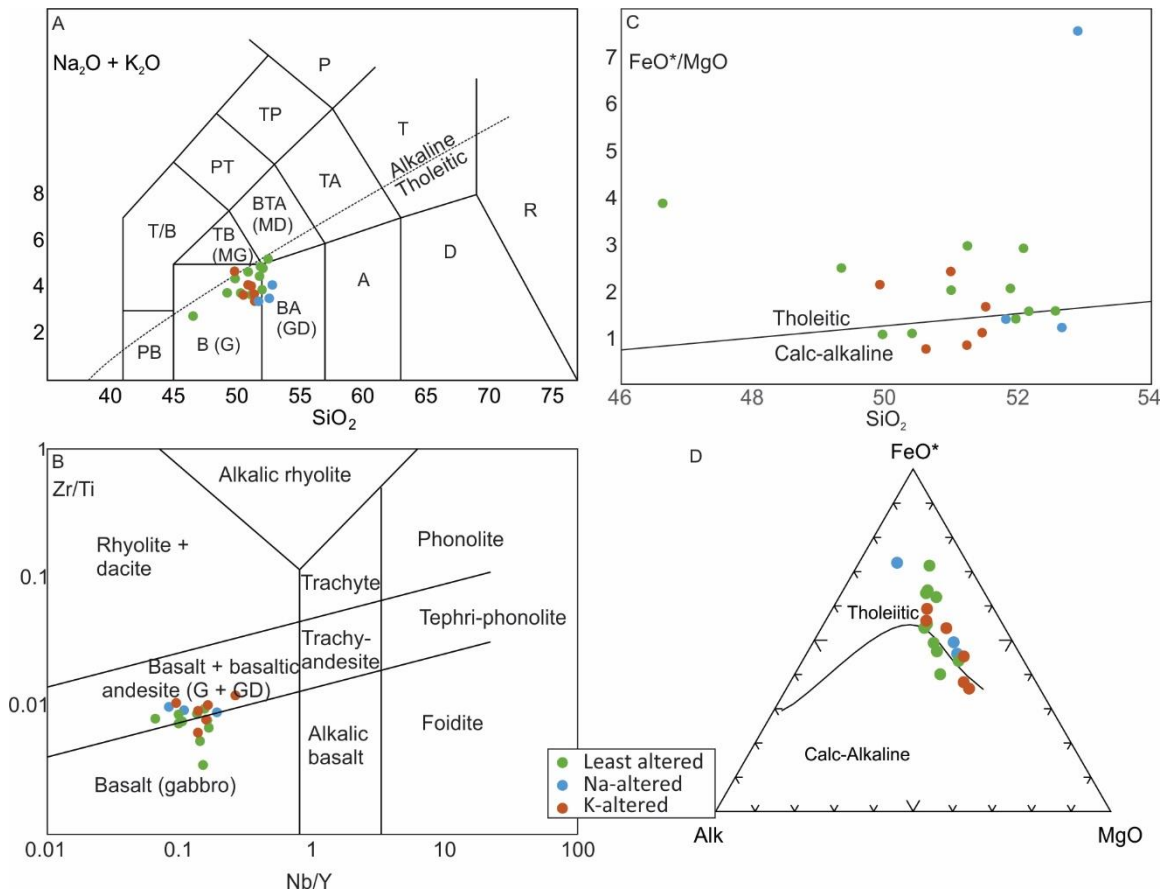 A
Na₂O + K₂O
P
TP
T
PT
TA
Alkaline
Tholeitic
BTA
(MD)
T/B
TB
(MG)
R
D
A
BA
(GD)
PB
B (G)
8
6
4
2
40 45 50 55 60 65 70 75
SiO₂
C
FeO*/MgO
7
6
5
4
3
2
1
Tholeitic
Calc-alkaline
46 48 50 52 54
SiO₂
B
Zr/Ti
1
0.1
0.01
Alkalic rhyolite
Rhyolite +
dacite
Phonolite
Trachyte
Tephri-phonolite
Trachy-
andesite
Basalt + basaltic
andesite (G + GD)
Foidite
Alkalic
basalt
Basalt (gabbro)
0.01 0.1 1 10 100
Nb/Y
Least altered
Na-altered
K-altered
D
FeO*
Tholeiitic
Calc-Alkaline
Alk
MgO